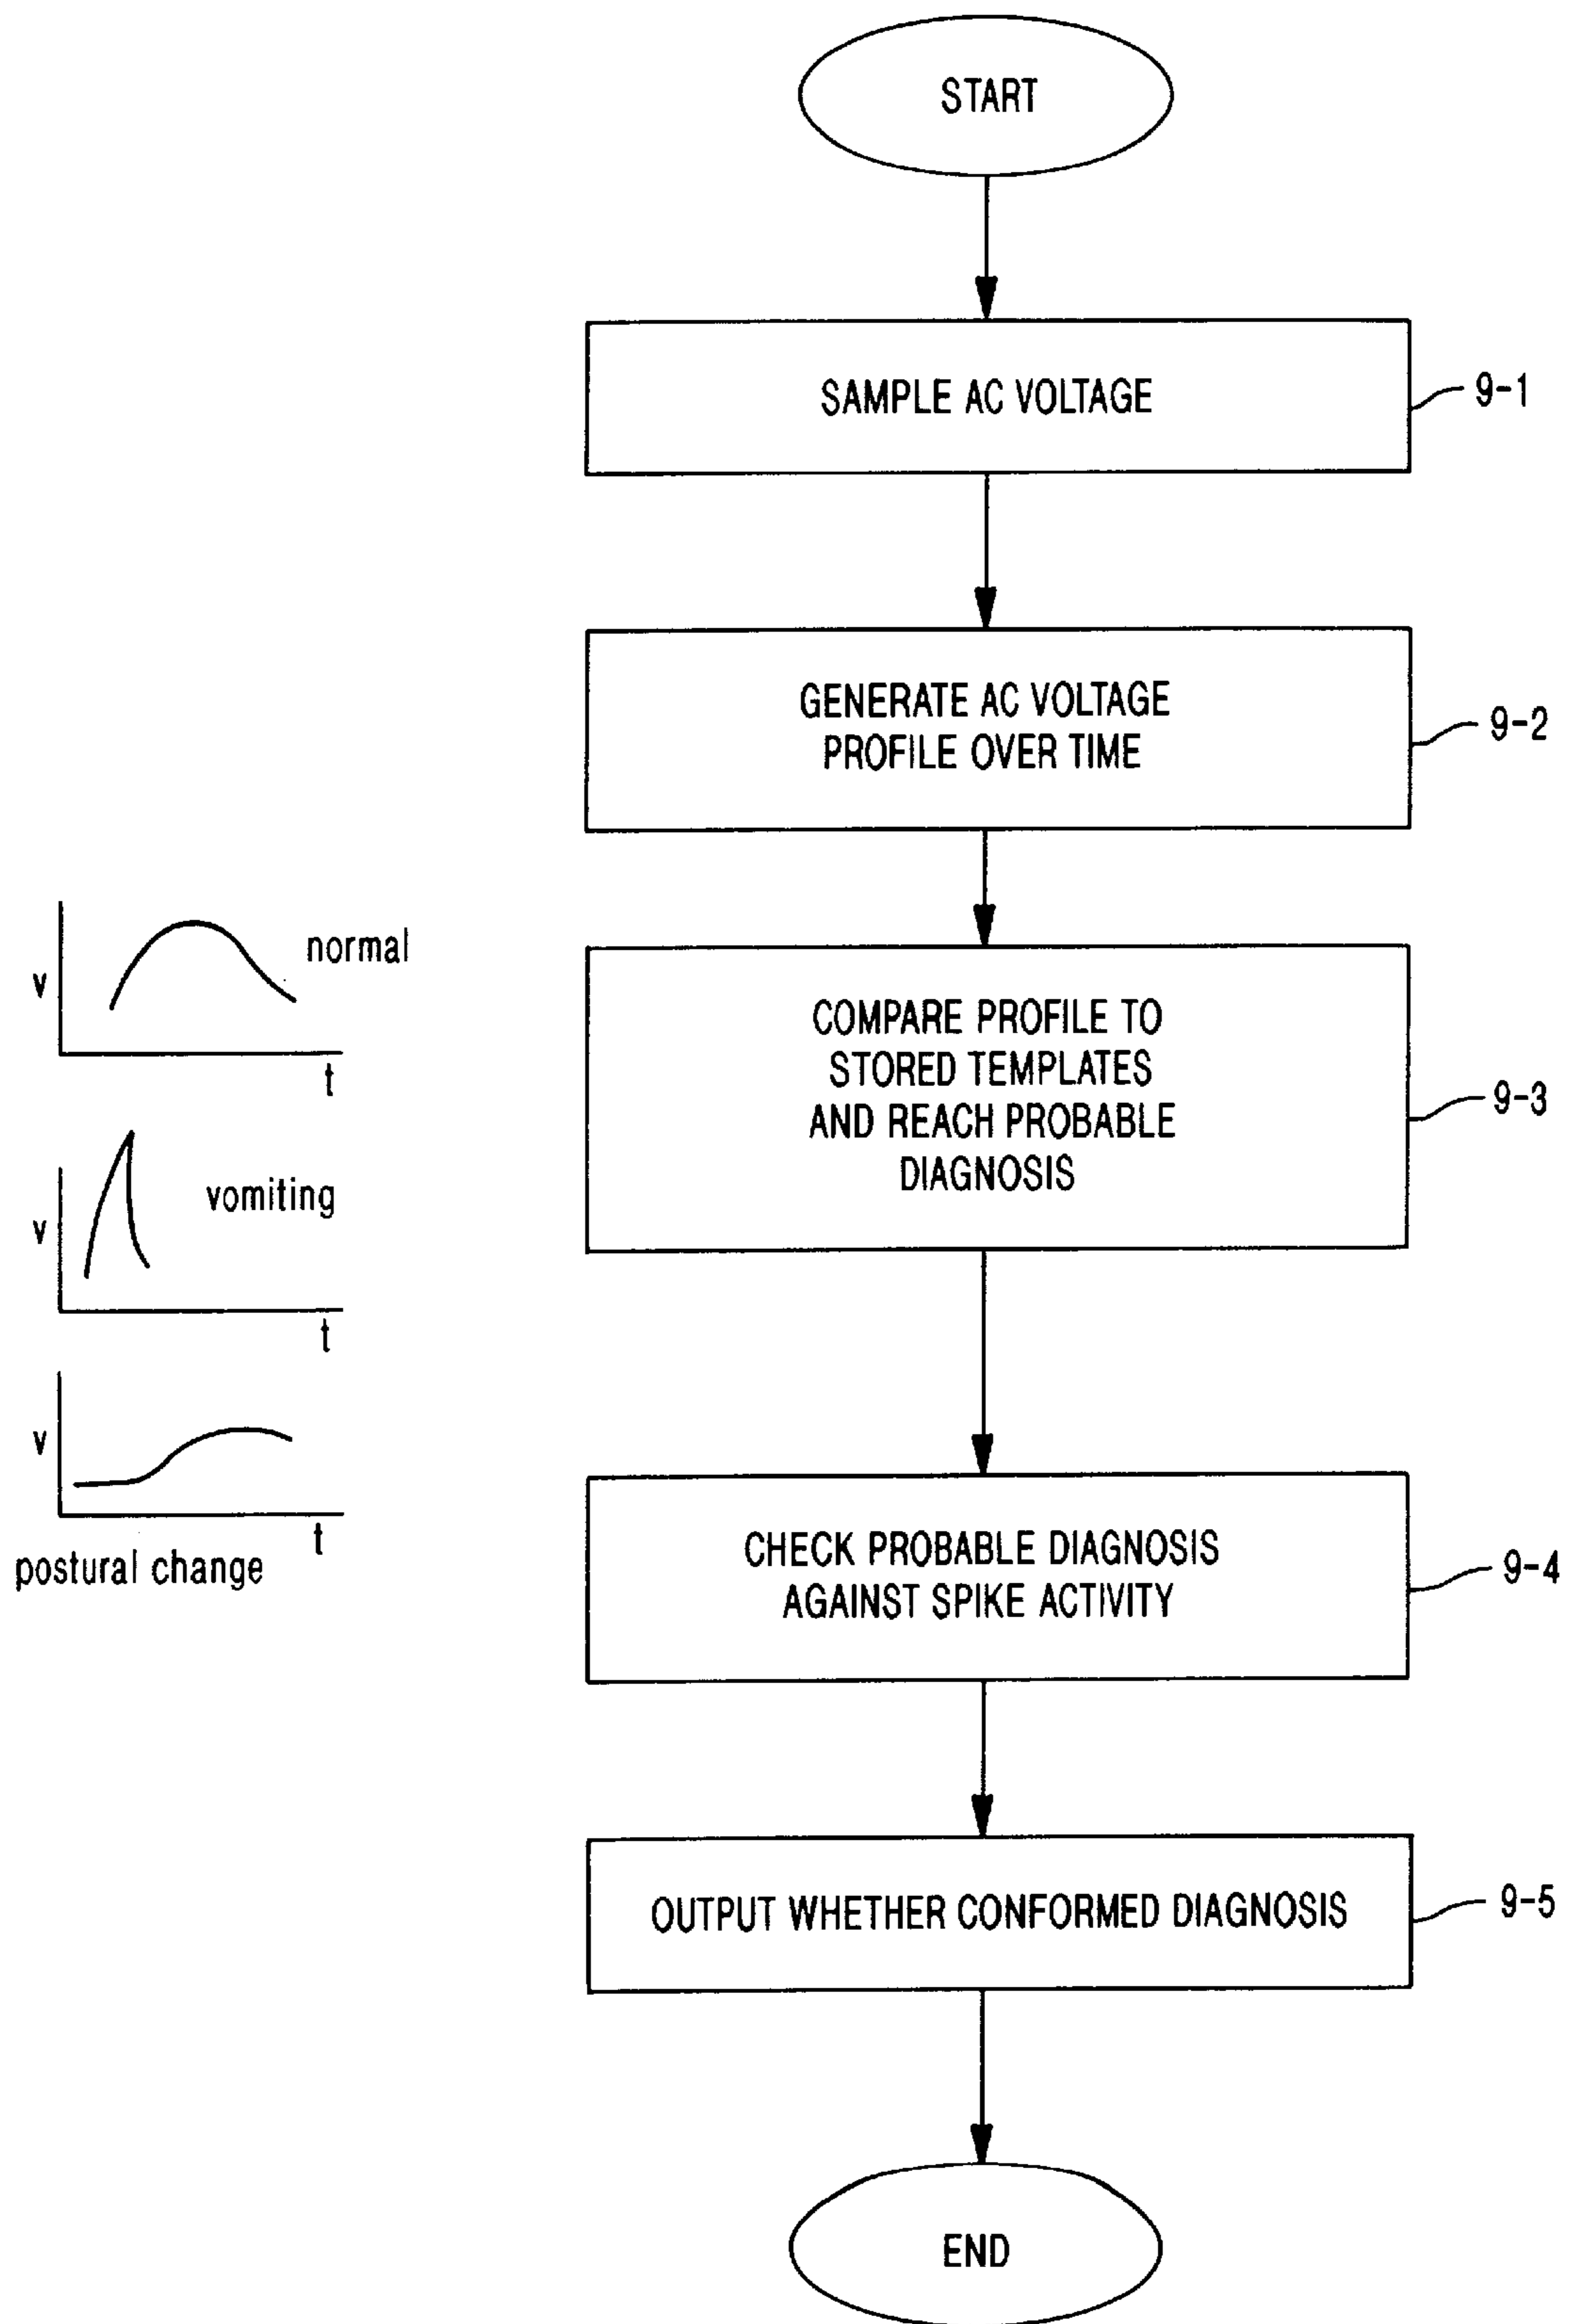 START
SAMPLE AC VOLTAGE
9-1
GENERATE AC VOLTAGE
PROFILE OVER TIME
9-2
v
normal
t
v
vomiting
t
v
t
postural change
COMPARE PROFILE TO
STORED TEMPLATES
AND REACH PROBABLE
DIAGNOSIS
9-3
CHECK PROBABLE DIAGNOSIS
AGAINST SPIKE ACTIVITY
9-4
OUTPUT WHETHER CONFORMED DIAGNOSIS
9-5
END